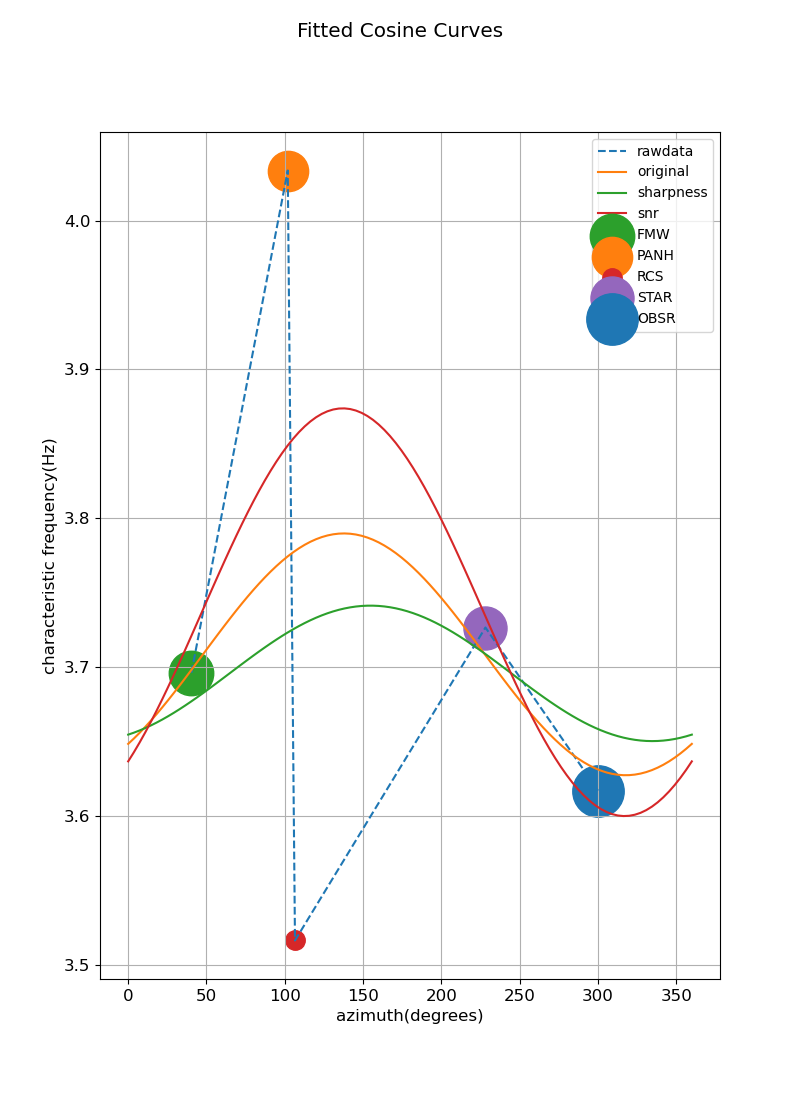 Fitted Cosine Curves
rawdata
original
sharpness
snr
FMW
PANH
RCS
STAR
OBSR
characteristic frequency(Hz)
4.0
3.9
3.8
3.7
3.6
3.5
0 50 100 150 200 250 300 350
azimuth(degrees)